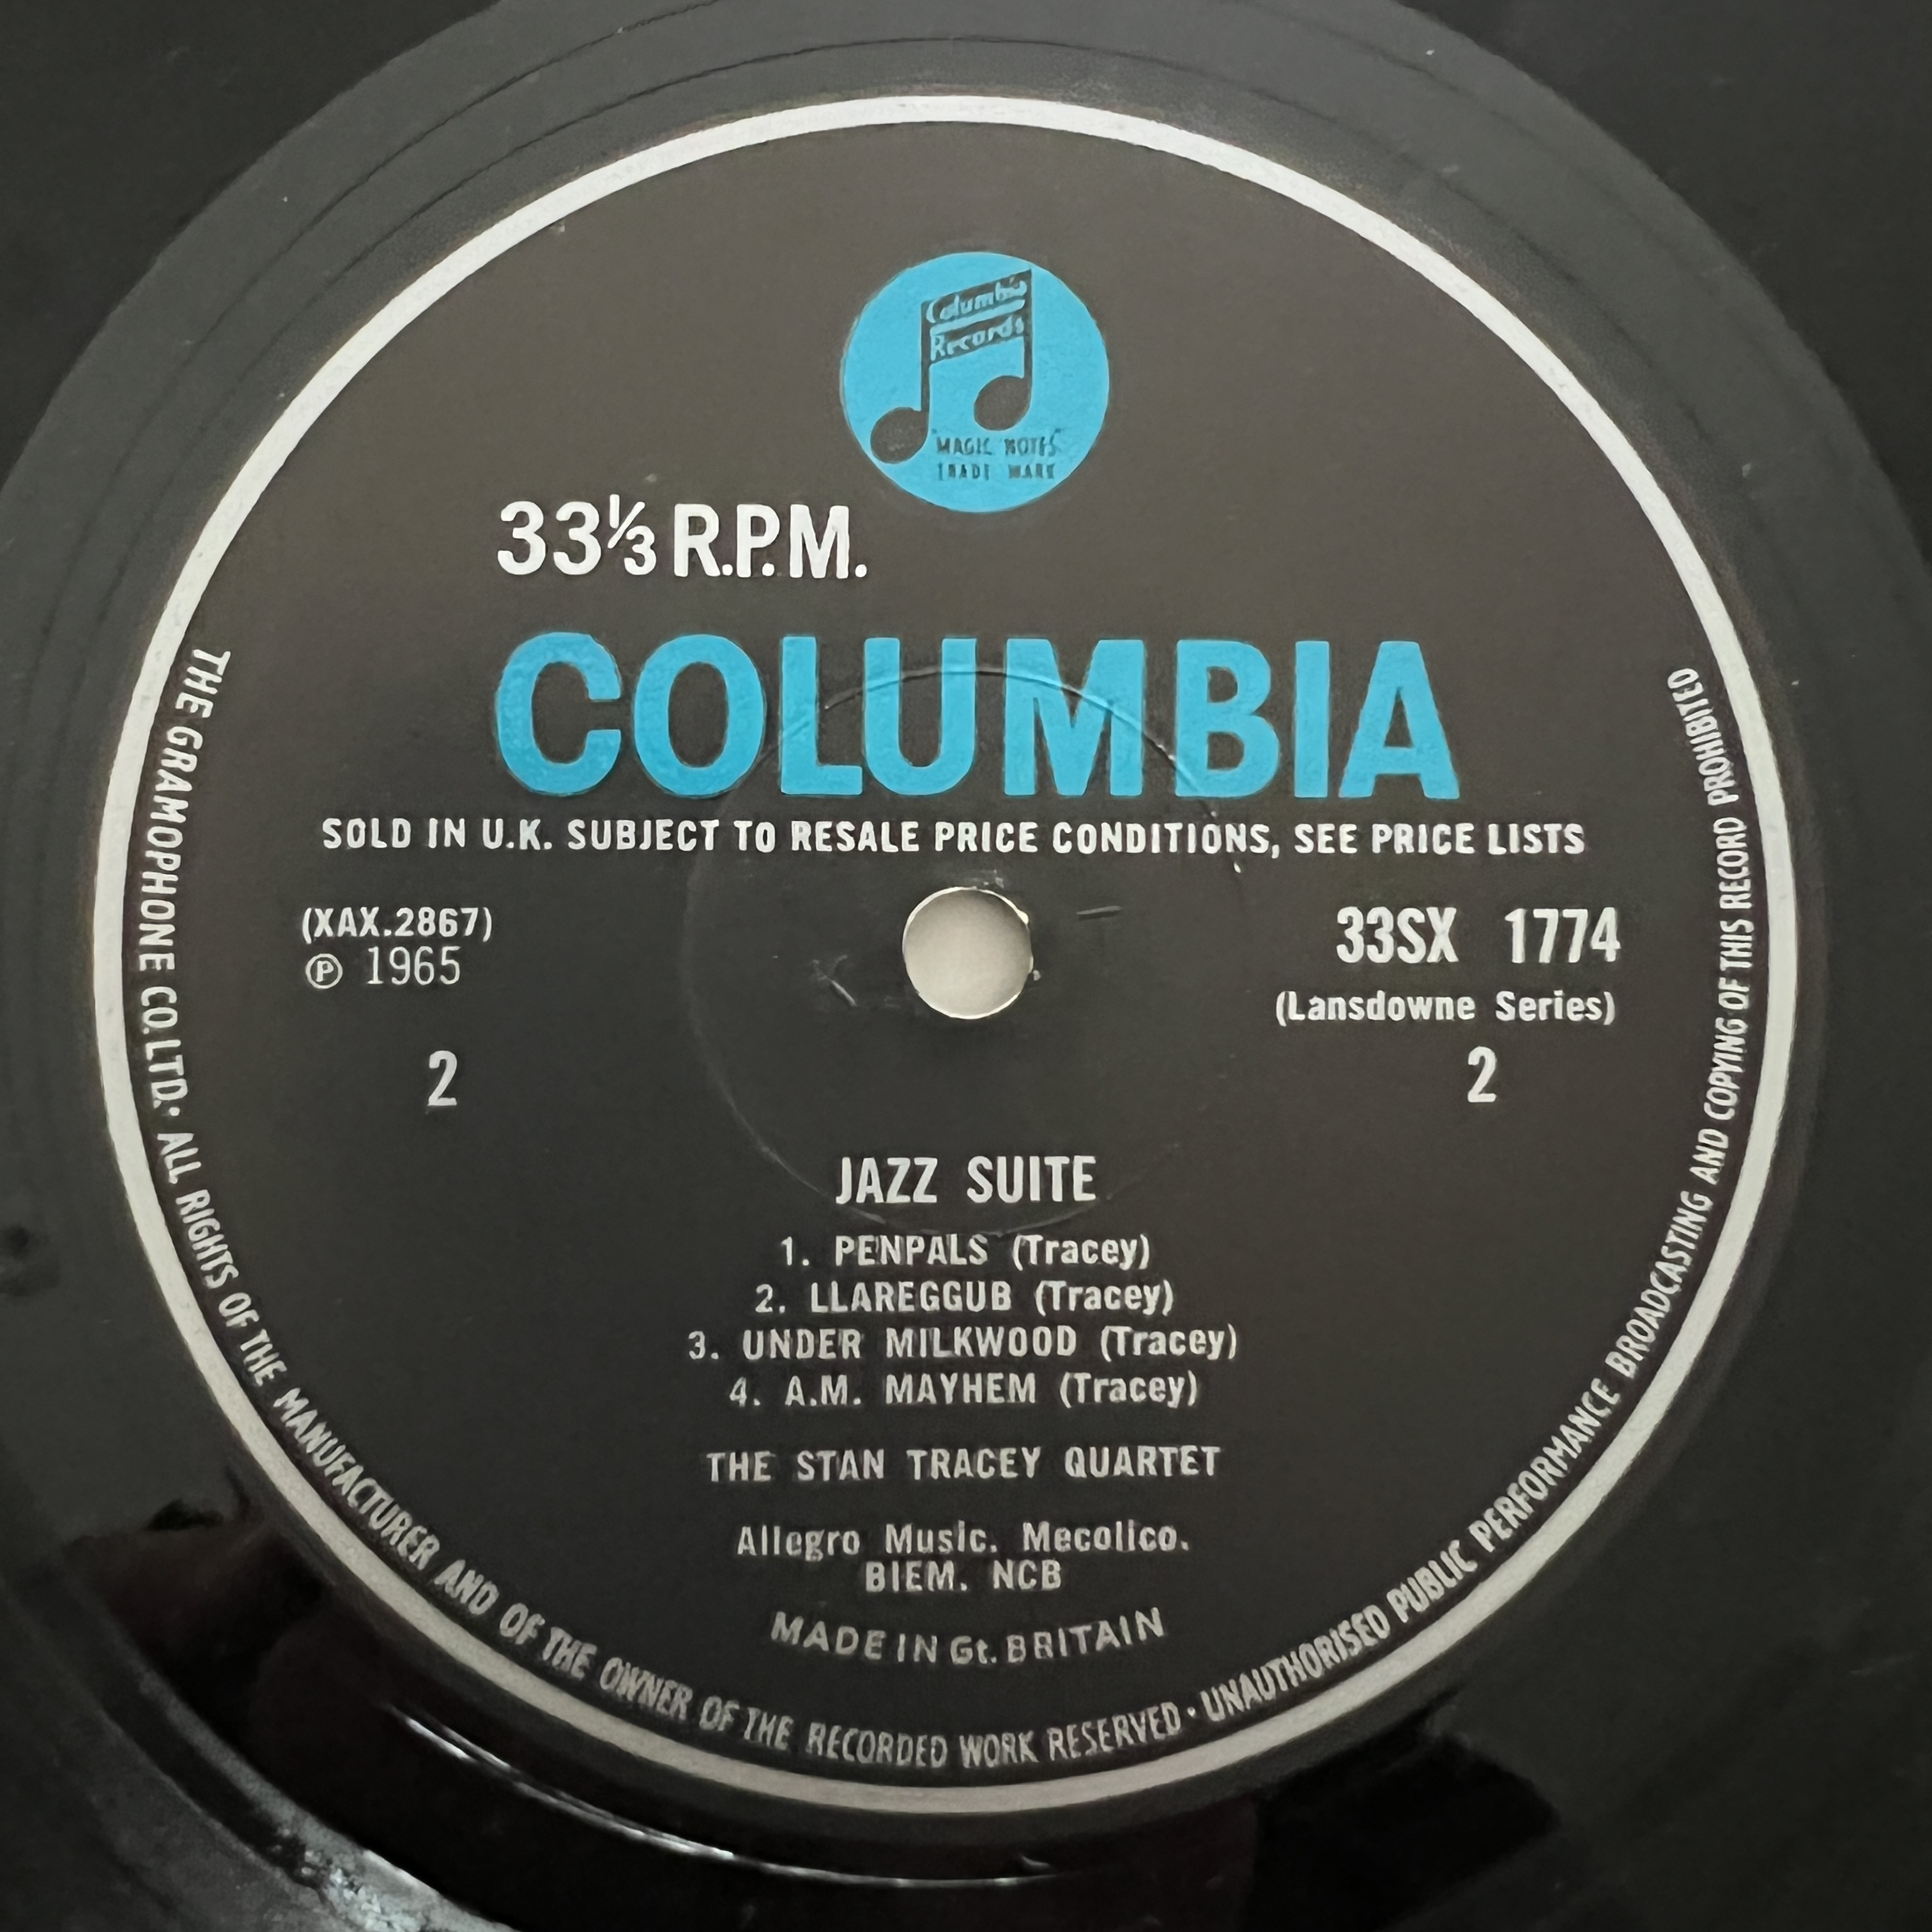 Columbia
Records
"MAGIC NOTES"
TRADE MARK
33⅓ R.P.M.
COLUMBIA
SOLD IN U.K. SUBJECT TO RESALE PRICE CONDITIONS, SEE PRICE LISTS
(XAX.2867)
℗ 1965
2
33SX 1774
(Lansdowne Series)
2
JAZZ SUITE
1. PENPALS (Tracey)
2. LLAREGGUB (Tracey)
3. UNDER MILKWOOD (Tracey)
4. A.M. MAYHEM (Tracey)
THE STAN TRACEY QUARTET
Allegro Music. Mecolico.
BIEM. NCB
MADE IN Gt. BRITAIN
THE GRAMOPHONE CO. LTD. · ALL RIGHTS OF THE MANUFACTURER AND OF THE OWNER OF THE RECORDED WORK RESERVED · UNAUTHORISED PUBLIC PERFORMANCE BROADCASTING AND COPYING OF THIS RECORD PROHIBITED